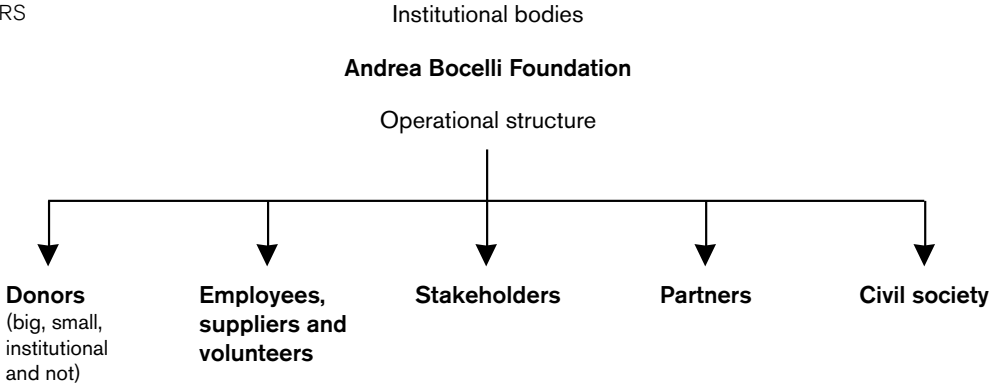 RS
Institutional bodies
Andrea Bocelli Foundation
Operational structure
Donors
(big, small,
institutional
and not)
Employees,
suppliers and
volunteers
Stakeholders
Partners
Civil society